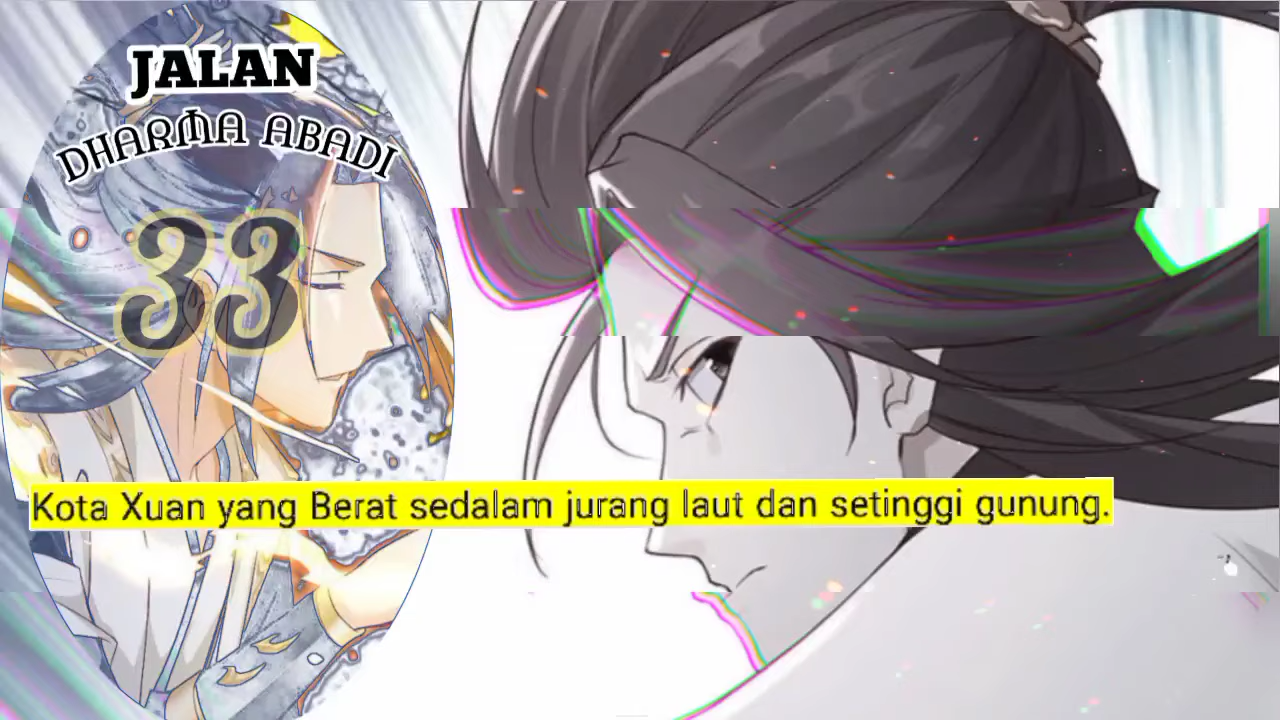 JALAN
DHARMA ABADI
33
Kota Xuan yang Berat sedalam jurang laut dan setinggi gunung.